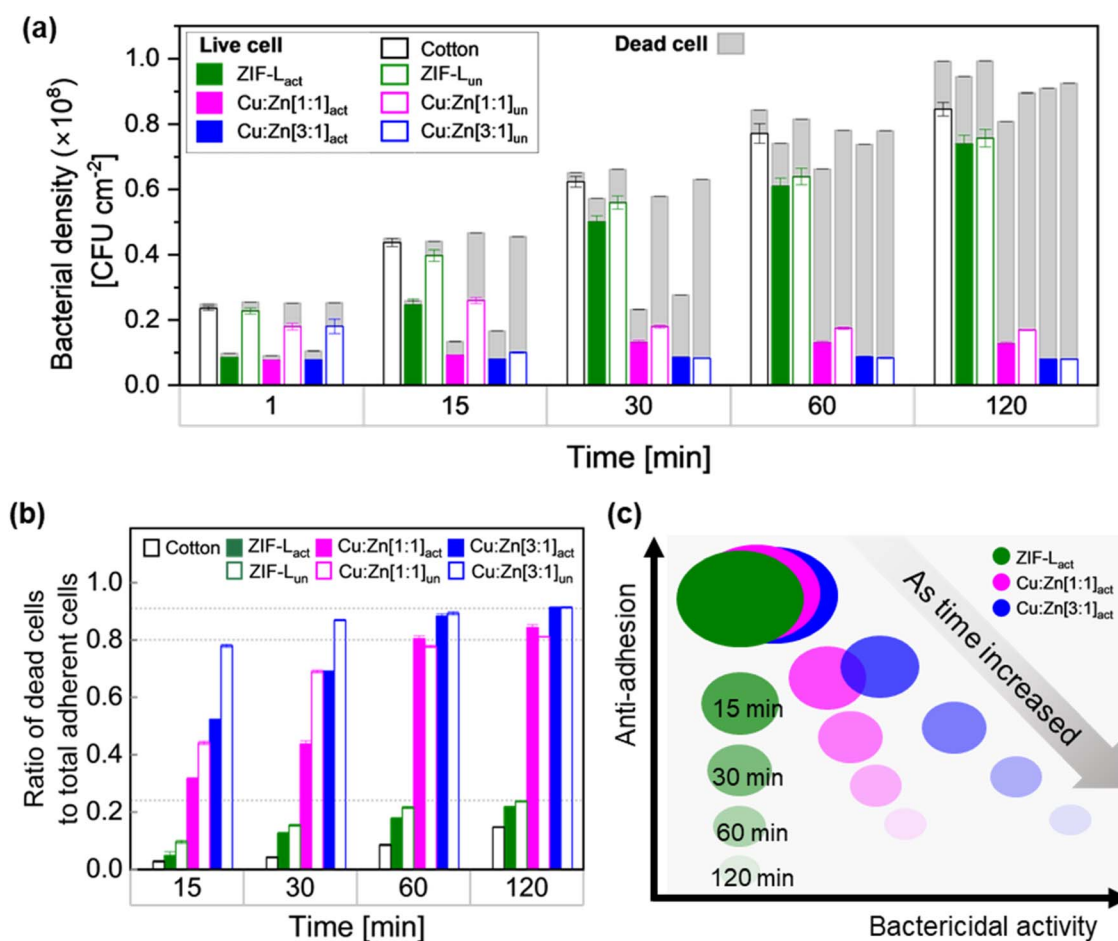 (a)
Live cell
Cotton
Dead cell
ZIF-Lact
ZIF-Lun
Cu:Zn[1:1]act
Cu:Zn[1:1]un
Cu:Zn[3:1]act
Cu:Zn[3:1]un
Bacterial density (×10⁸)
[CFU cm⁻²]
1.0
0.8
0.6
0.4
0.2
0.0
1 15 30 60 120
Time [min]
(b)
Cotton ZIF-Lact Cu:Zn[1:1]act Cu:Zn[3:1]act
ZIF-Lun Cu:Zn[1:1]un Cu:Zn[3:1]un
Ratio of dead cells
to total adherent cells
1.0
0.8
0.6
0.4
0.2
0.0
15 30 60 120
Time [min]
(c)
ZIF-Lact
Cu:Zn[1:1]act
Cu:Zn[3:1]act
As time increased
Anti-adhesion
15 min
30 min
60 min
120 min
Bactericidal activity